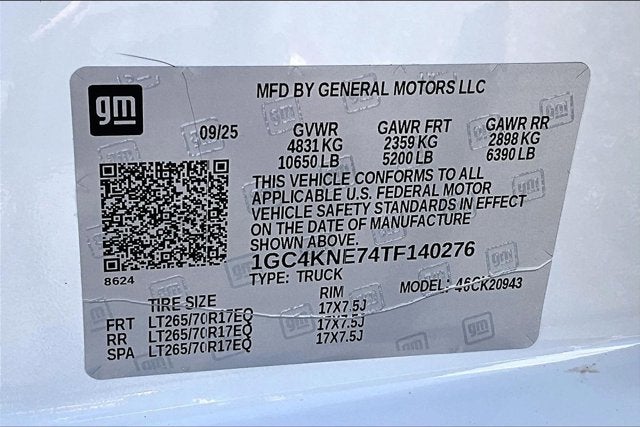 gm
MFD BY GENERAL MOTORS LLC
09/25 GVWR GAWR FRT GAWR RR
4831 KG 2359 KG 2898 KG
10650 LB 5200 LB 6390 LB
THIS VEHICLE CONFORMS TO ALL
APPLICABLE U.S. FEDERAL MOTOR
VEHICLE SAFETY STANDARDS IN EFFECT
ON THE DATE OF MANUFACTURE
SHOWN ABOVE.
1GC4KNE74TF140276
8624 TYPE: TRUCK MODEL: 46CK20943
TIRE SIZE RIM
FRT LT265/70R17EQ 17X7.5J
RR LT265/70R17EQ 17X7.5J
SPA LT265/70R17EQ 17X7.5J